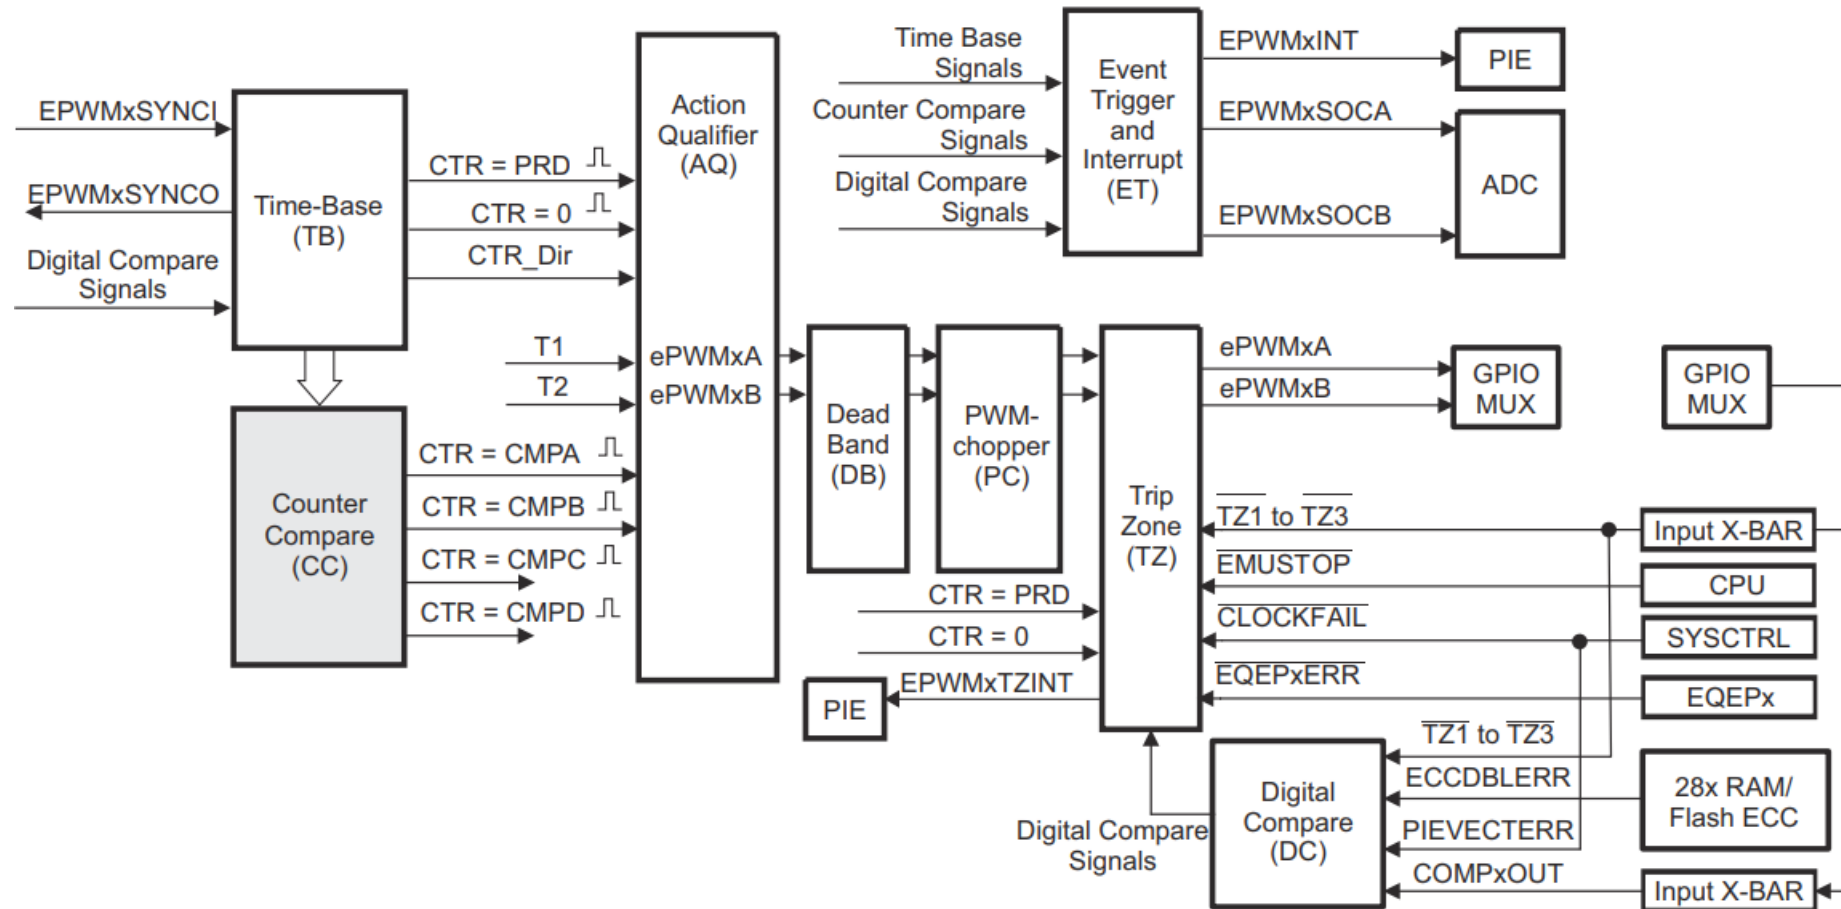 EPWMxSYNCI
EPWMxSYNCO
Digital Compare
Signals
Time-Base
(TB)
CTR = PRD
CTR = 0
CTR_Dir
T1
T2
Counter
Compare
(CC)
CTR = CMPA
CTR = CMPB
CTR = CMPC
CTR = CMPD
Action
Qualifier
(AQ)
ePWMxA
ePWMxB
Time Base
Signals
Counter Compare
Signals
Digital Compare
Signals
Event
Trigger
and
Interrupt
(ET)
EPWMxINT
EPWMxSOCA
EPWMxSOCB
PIE
ADC
Dead
Band
(DB)
PWM-
chopper
(PC)
CTR = PRD
CTR = 0
EPWMxTZINT
PIE
Trip
Zone
(TZ)
ePWMxA
ePWMxB
GPIO
MUX
GPIO
MUX
TZ1 to TZ3
EMUSTOP
CLOCKFAIL
EQEPxERR
Input X-BAR
CPU
SYSCTRL
EQEPx
Digital Compare
Signals
Digital
Compare
(DC)
TZ1 to TZ3
ECCDBLERR
PIEVECTERR
COMPxOUT
28x RAM/
Flash ECC
Input X-BAR